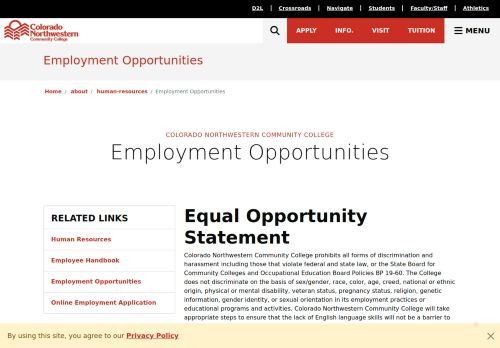 D2L | Crossroads | Navigate | Students | Faculty/Staff | Athletics
Colorado
Northwestern
Community College
APPLY INFO. VISIT TUITION MENU
Employment Opportunities
Home / about / human-resources / Employment Opportunities
COLORADO NORTHWESTERN COMMUNITY COLLEGE
Employment Opportunities
RELATED LINKS
Human Resources
Employee Handbook
Employment Opportunities
Online Employment Application
Equal Opportunity
Statement
Colorado Northwestern Community College prohibits all forms of discrimination and
harassment including those that violate federal and state law, or the State Board for
Community Colleges and Occupational Education Board Policies BP 19-60. The College
does not discriminate on the basis of sex/gender, race, color, age, creed, national or ethnic
origin, physical or mental disability, veteran status, pregnancy status, religion, genetic
information, gender identity, or sexual orientation in its employment practices or
educational programs and activities. Colorado Northwestern Community College will take
appropriate steps to ensure that the lack of English language skills will not be a barrier to
By using this site, you agree to our Privacy Policy